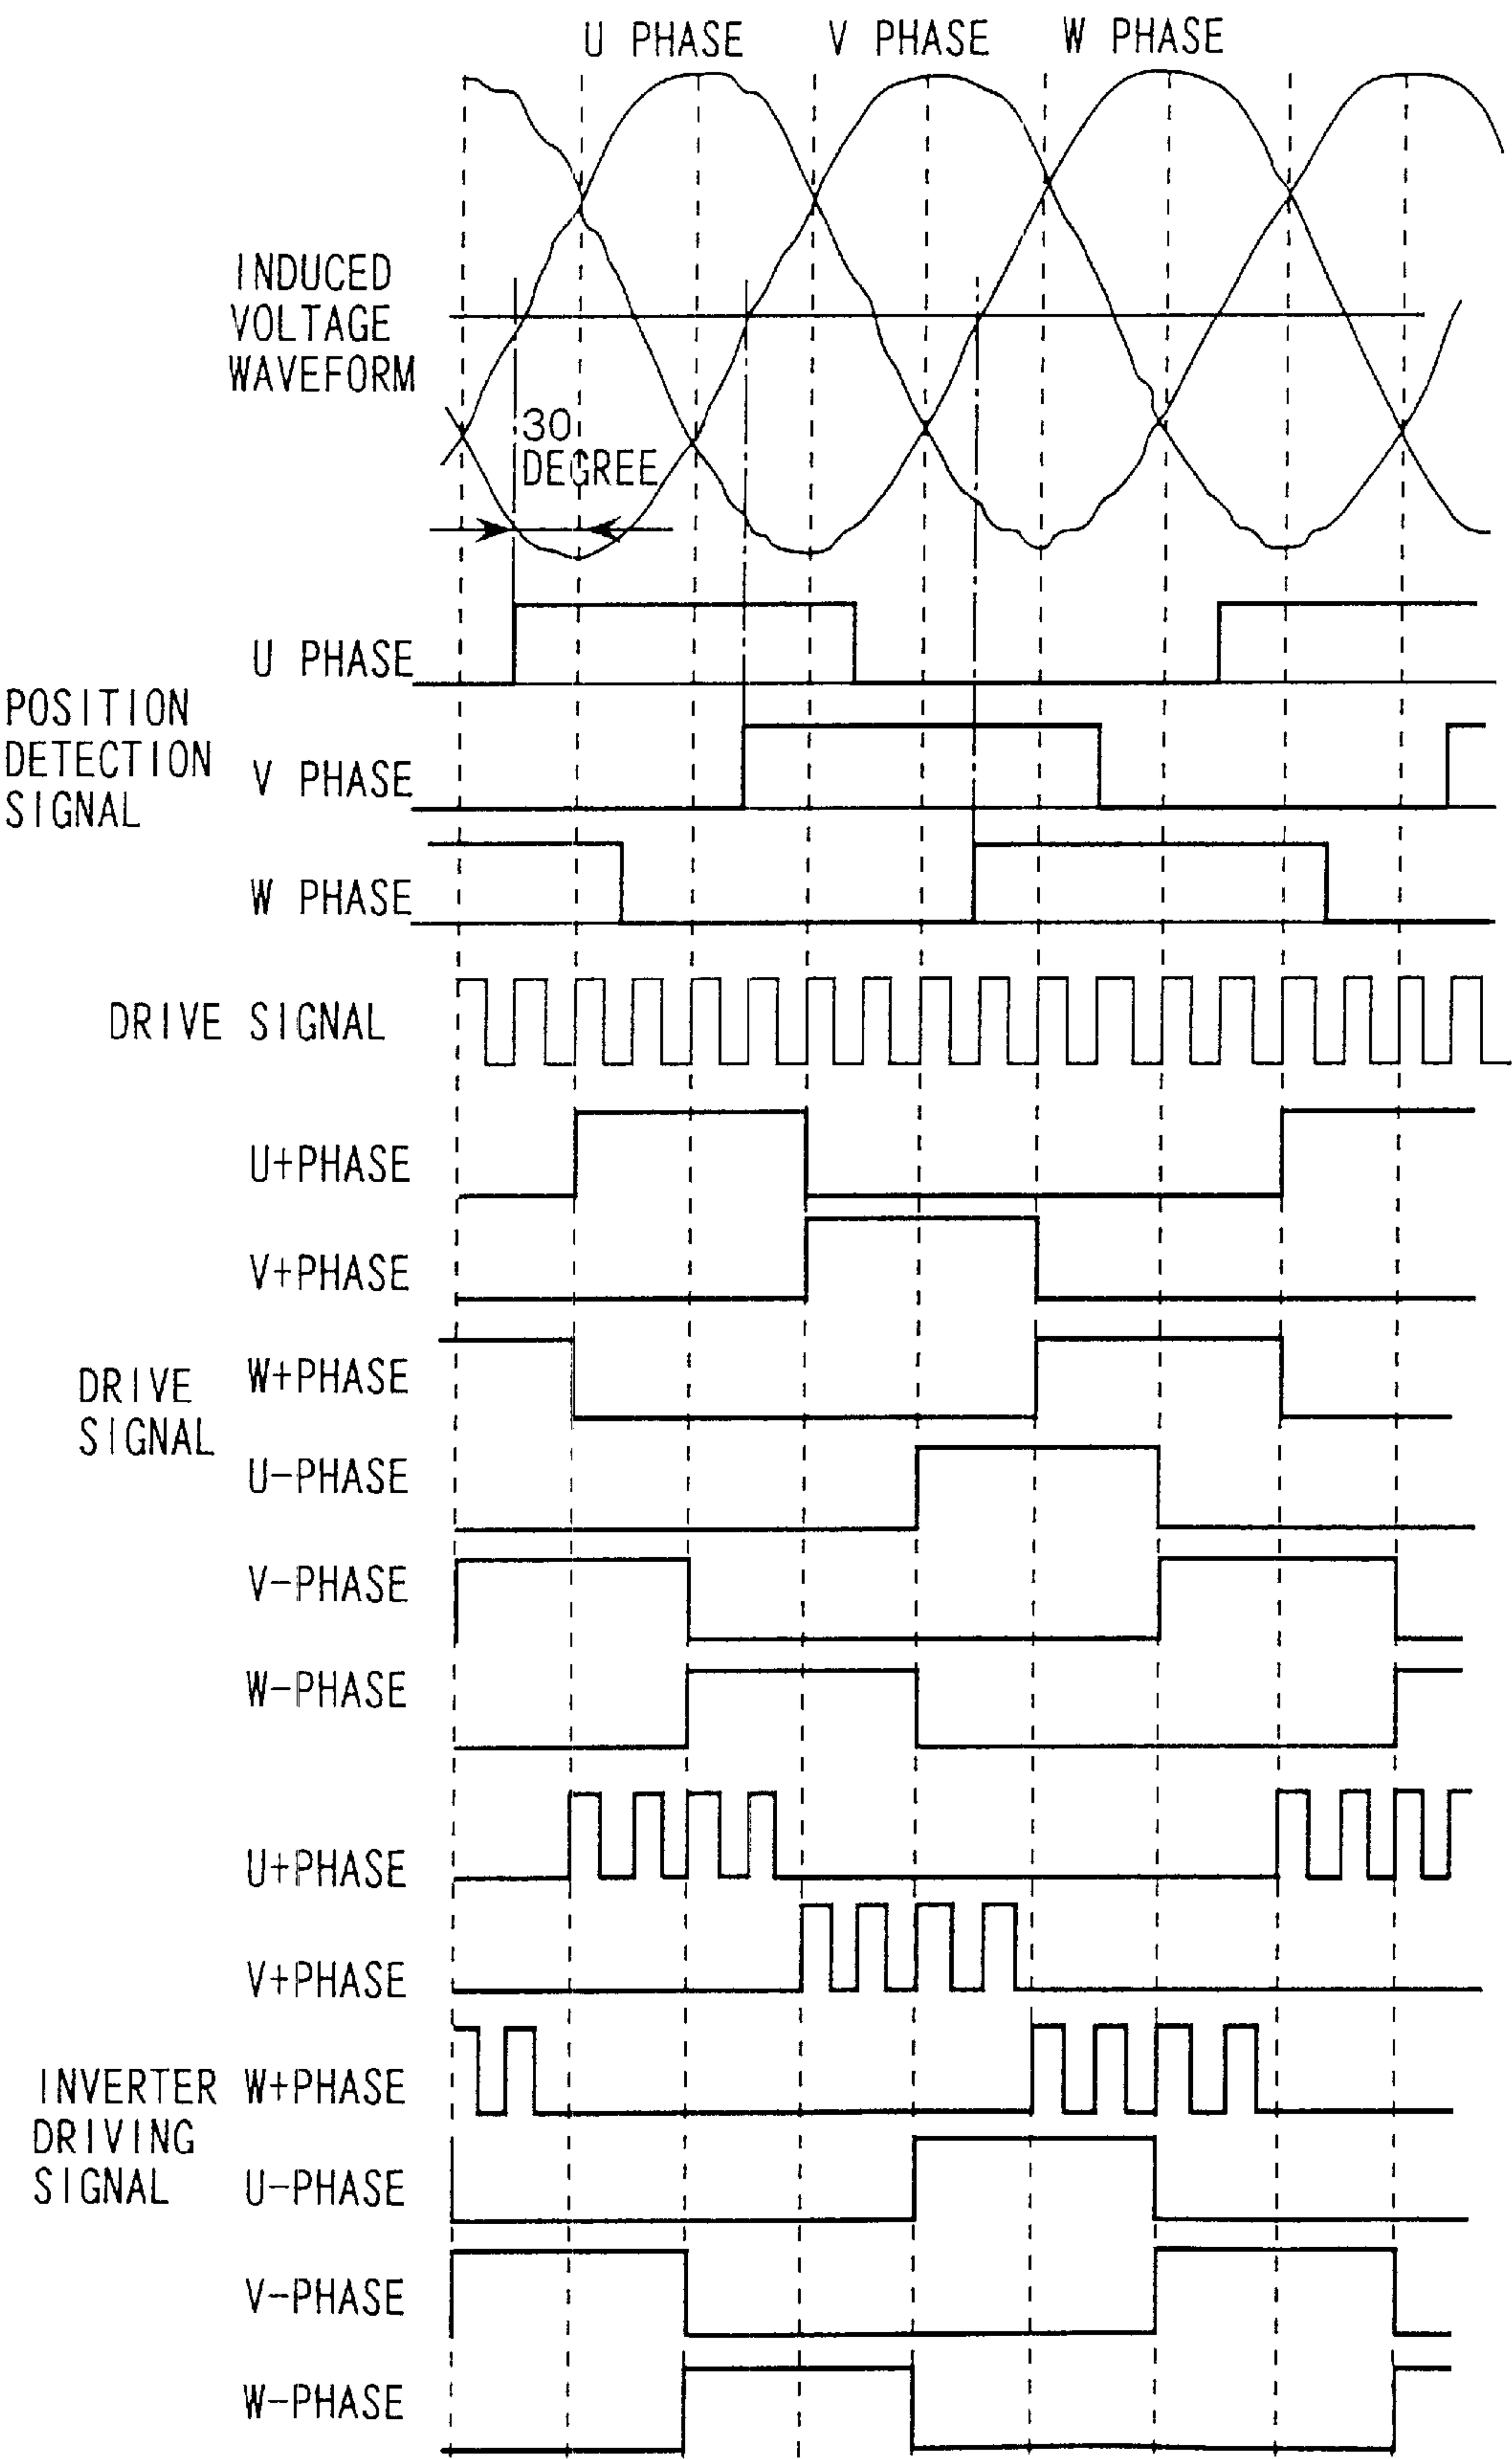 U PHASE V PHASE W PHASE
INDUCED
VOLTAGE
WAVEFORM
30
DEGREE
U PHASE
POSITION
DETECTION
SIGNAL
V PHASE
W PHASE
DRIVE SIGNAL
U+PHASE
V+PHASE
DRIVE
SIGNAL
W+PHASE
U-PHASE
V-PHASE
W-PHASE
U+PHASE
V+PHASE
INVERTER
DRIVING
SIGNAL
W+PHASE
U-PHASE
V-PHASE
W-PHASE